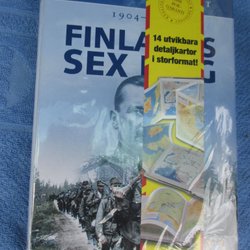 1904-
FINLA S
SEX G
14 utvikbara
detaljkartor
i storformat!